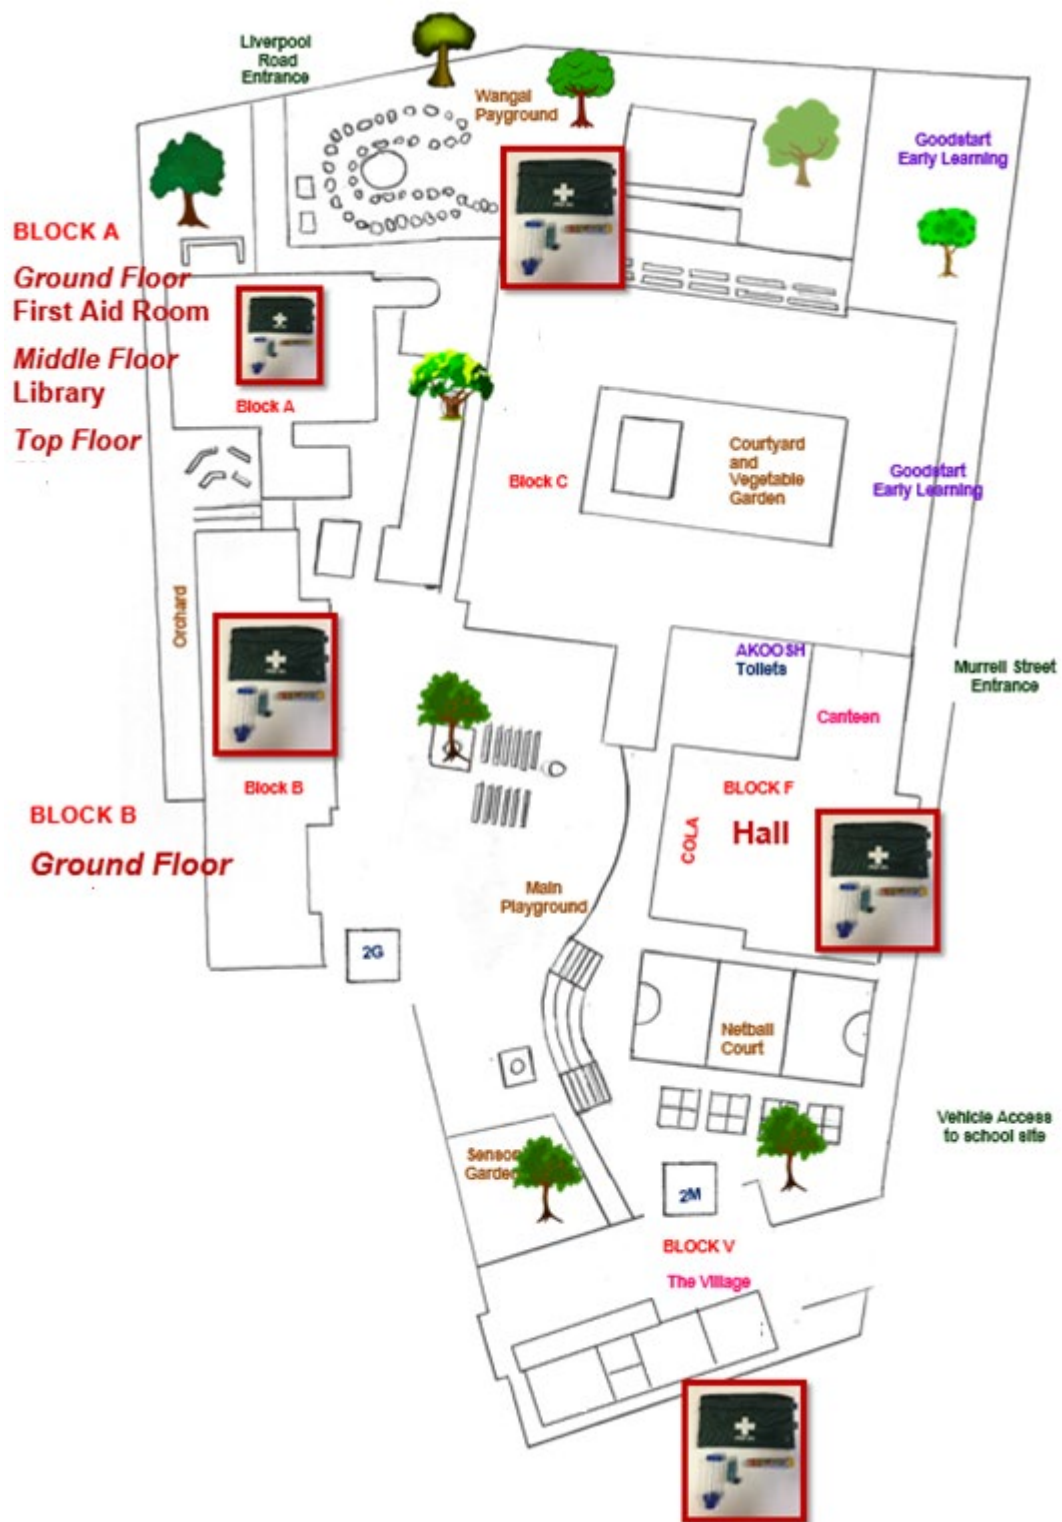 Liverpool
Road
Entrance
Wangal
Payground
Goodstart
Early Learning
BLOCK A
Ground Floor
First Aid Room
Middle Floor
Library
Top Floor
Block A
Block C
Courtyard
and
Vegetable
Garden
Goodstart
Early Learning
Orchard
AKOOSH
Toilets
Murrell Street
Entrance
Canteen
Block B
BLOCK F
BLOCK B
Hall
COLA
Ground Floor
Main
Playground
2G
Netball
Court
Vehicle Access
to school site
2M
BLOCK V
The Village